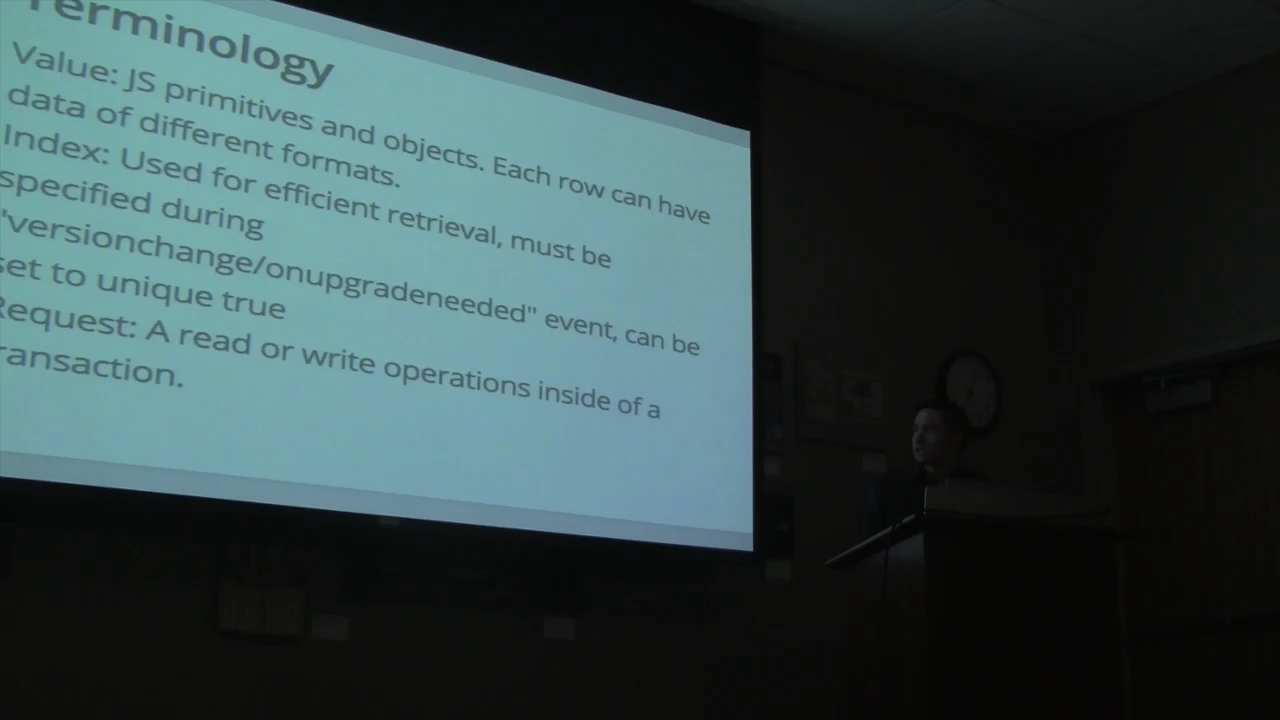 Terminology
Value: JS primitives and objects. Each row can have
data of different formats.
Index: Used for efficient retrieval, must be
specified during
"versionchange/onupgradeneeded" event, can be
set to unique true
Request: A read or write operations inside of a
transaction.